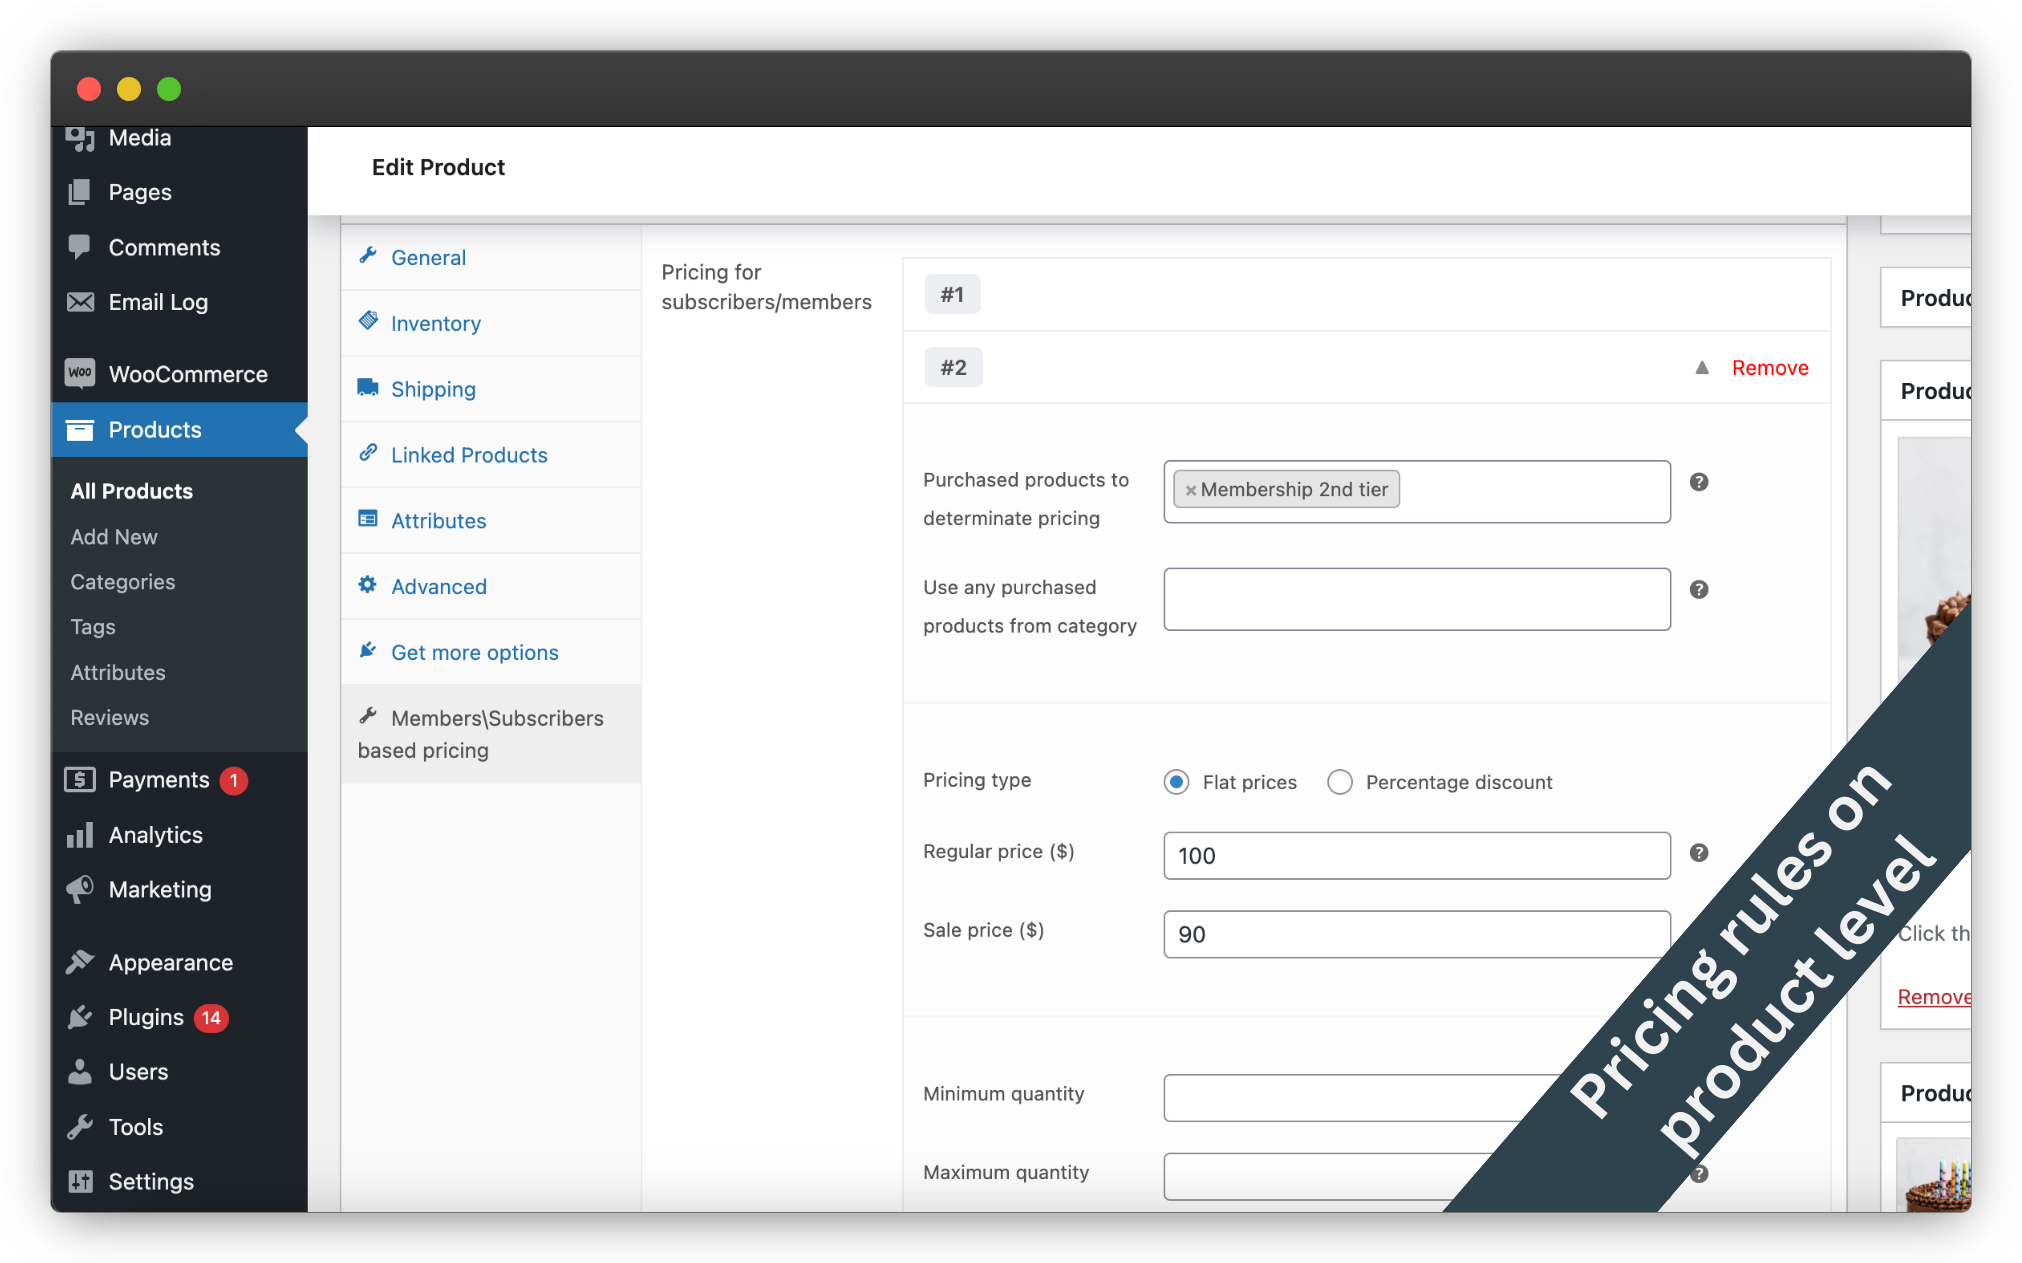 Media
Pages
Comments
Email Log
Woo
WooCommerce
Products
All Products
Add New
Categories
Tags
Attributes
Reviews
Payments 1
Analytics
Marketing
Appearance
Plugins 14
Users
Tools
Settings
Edit Product
General
Inventory
Shipping
Linked Products
Attributes
Advanced
Get more options
Members\Subscribers
based pricing
Pricing for
subscribers/members
#1
#2
▲ Remove
Purchased products to
determinate pricing
× Membership 2nd tier
Use any purchased
products from category
Pricing type
Flat prices
Percentage discount
Regular price ($)
100
Sale price ($)
90
Minimum quantity
Maximum quantity
Produc
Produc
Click th
Remove
Produc
Pricing rules on
product level